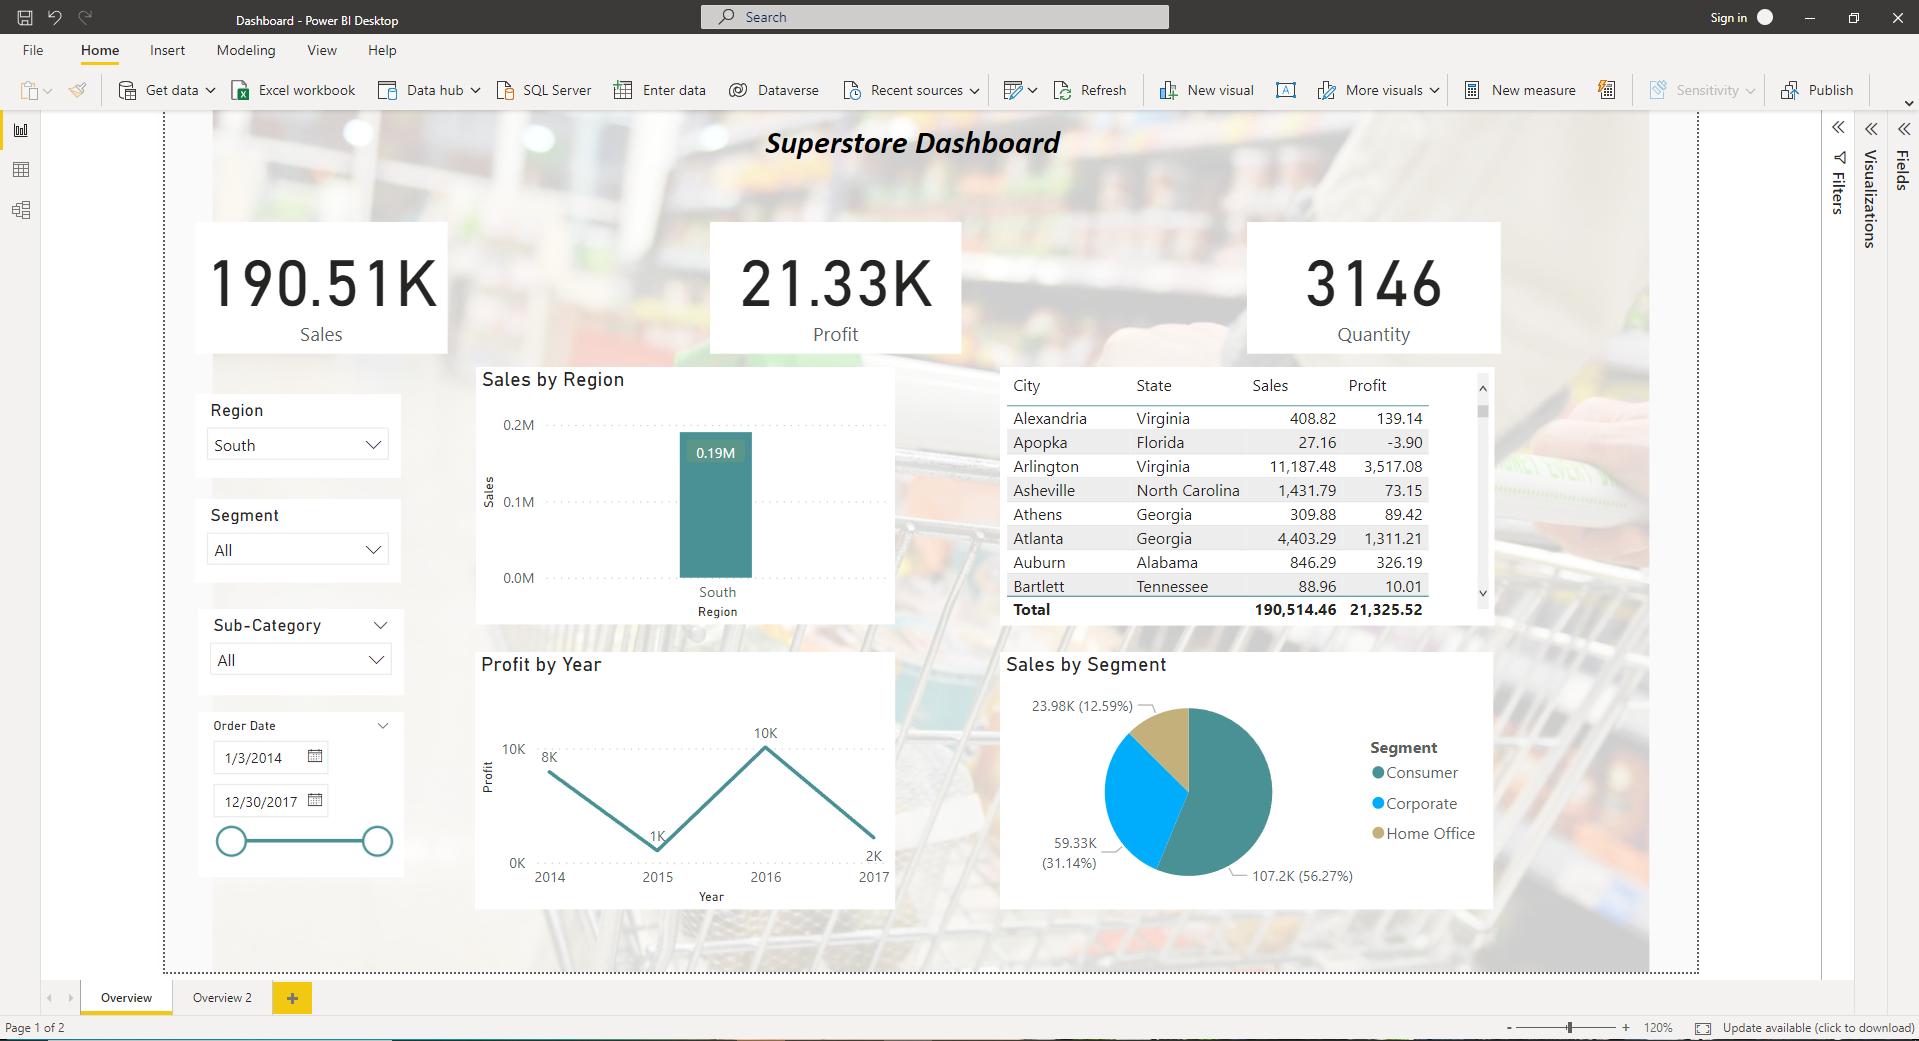 Dashboard - Power BI Desktop
Search
Sign in
File Home Insert Modeling View Help
Get data Excel workbook Data hub SQL Server Enter data Dataverse Recent sources Refresh New visual More visuals New measure Sensitivity Publish
Superstore Dashboard
190.51K
Sales
21.33K
Profit
3146
Quantity
Region
South
Segment
All
Sub-Category
All
Order Date
1/3/2014
12/30/2017
Sales by Region
0.2M
0.1M
0.0M
Sales
0.19M
South
Region
City State Sales Profit
Alexandria Virginia 408.82 139.14
Apopka Florida 27.16 -3.90
Arlington Virginia 11,187.48 3,517.08
Asheville North Carolina 1,431.79 73.15
Athens Georgia 309.88 89.42
Atlanta Georgia 4,403.29 1,311.21
Auburn Alabama 846.29 326.19
Bartlett Tennessee 88.96 10.01
Total 190,514.46 21,325.52
Profit by Year
10K
0K
Profit
8K
1K
10K
2K
2014 2015 2016 2017
Year
Sales by Segment
23.98K (12.59%)
59.33K
(31.14%)
107.2K (56.27%)
Segment
Consumer
Corporate
Home Office
Filters
Visualizations
Fields
Overview Overview 2
Page 1 of 2
120%
Update available (click to download)